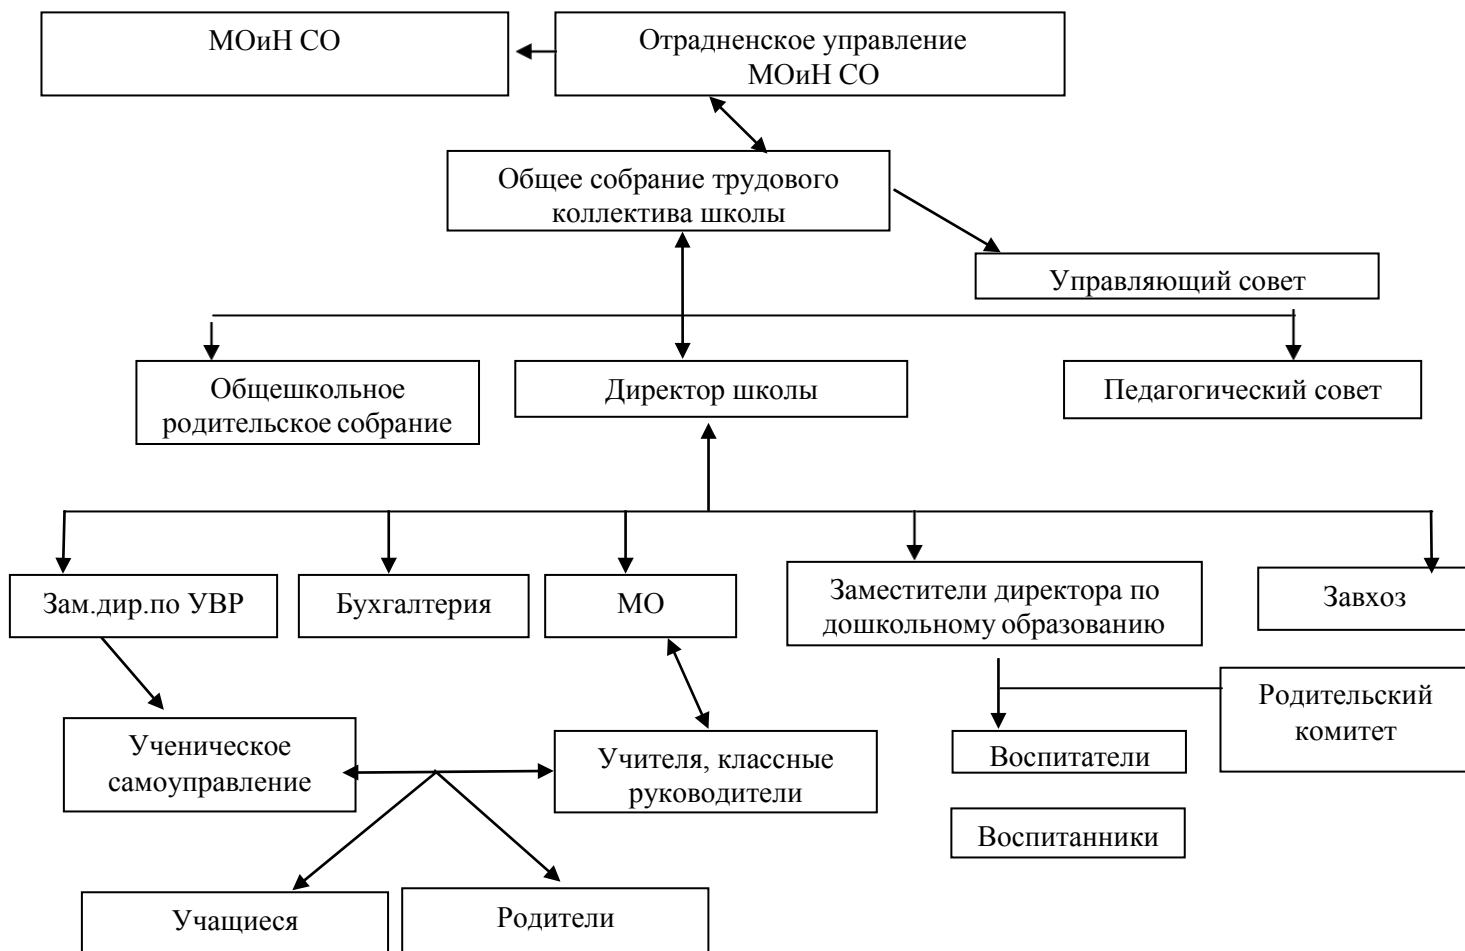 МОиН СО
Отрадненское управление
МОиН СО
Общее собрание трудового
коллектива школы
Управляющий совет
Общешкольное
родительское собрание
Директор школы
Педагогический совет
Зам.дир.по УВР
Бухгалтерия
МО
Заместители директора по
дошкольному образованию
Завхоз
Родительский
комитет
Ученическое
самоуправление
Учителя, классные
руководители
Воспитатели
Воспитанники
Учащиеся
Родители